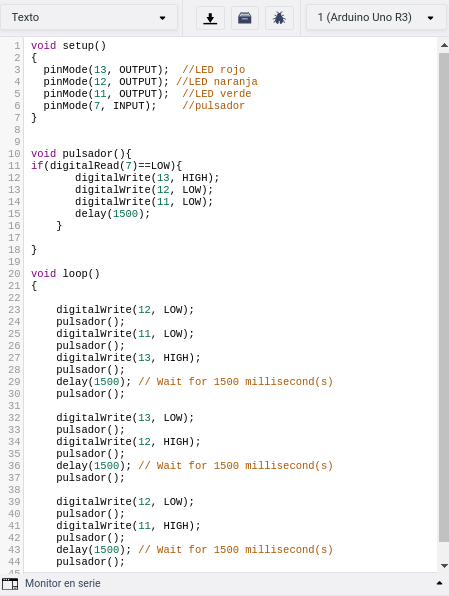 Texto
1 (Arduino Uno R3)
1 void setup()
2 {
3   pinMode(13, OUTPUT);  //LED rojo
4   pinMode(12, OUTPUT); //LED naranja
5   pinMode(11, OUTPUT);  //LED verde
6   pinMode(7, INPUT);    //pulsador
7 }
8
9
10 void pulsador(){
11 if(digitalRead(7)==LOW){
12        digitalWrite(13, HIGH);
13        digitalWrite(12, LOW);
14        digitalWrite(11, LOW);
15        delay(1500);
16     }
17
18 }
19
20 void loop()
21 {
22
23     digitalWrite(12, LOW);
24     pulsador();
25     digitalWrite(11, LOW);
26     pulsador();
27     digitalWrite(13, HIGH);
28     pulsador();
29     delay(1500); // Wait for 1500 millisecond(s)
30     pulsador();
31
32     digitalWrite(13, LOW);
33     pulsador();
34     digitalWrite(12, HIGH);
35     pulsador();
36     delay(1500); // Wait for 1500 millisecond(s)
37     pulsador();
38
39     digitalWrite(12, LOW);
40     pulsador();
41     digitalWrite(11, HIGH);
42     pulsador();
43     delay(1500); // Wait for 1500 millisecond(s)
44     pulsador();
45
Monitor en serie